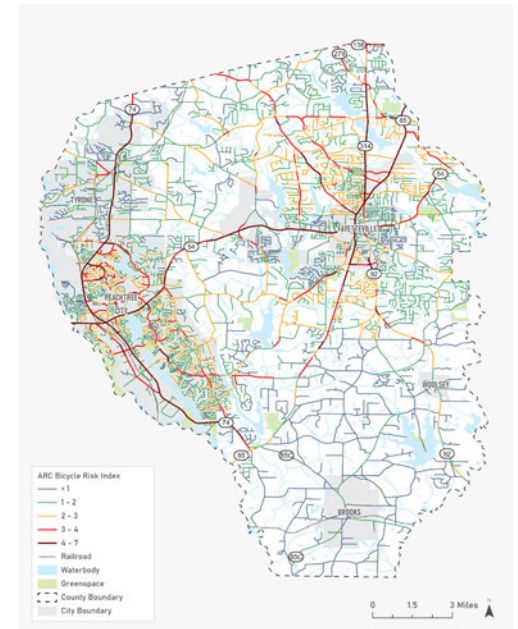 138
279
74
85
314
54
TYRONE
FAYETTEVILLE
54
92
PEACHTREE
CITY
WOOLSEY
74
85
85C
92
BROOKS
85C
ARC Bicycle Risk Index
< 1
1 - 2
2 - 3
3 - 4
4 - 7
Railroad
Waterbody
Greenspace
County Boundary
City Boundary
0 1.5 3 Miles
N